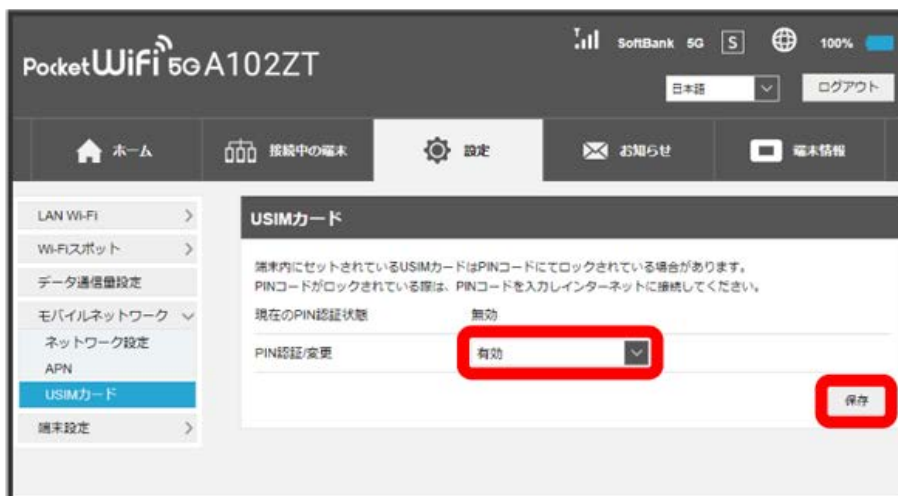 SoftBank 5G S 100%
PocketWiFi 5G A102ZT
日本語 ログアウト
ホーム 接続中の端末 設定 お知らせ 端末情報
LAN Wi-Fi
Wi-Fiスポット
データ通信量設定
モバイルネットワーク
ネットワーク設定
APN
USIMカード
端末設定
USIMカード
端末内にセットされているUSIMカードはPINコードにてロックされている場合があります。
PINコードがロックされている際は、PINコードを入力しインターネットに接続してください。
現在のPIN認証状態 無効
PIN認証/変更 有効
保存